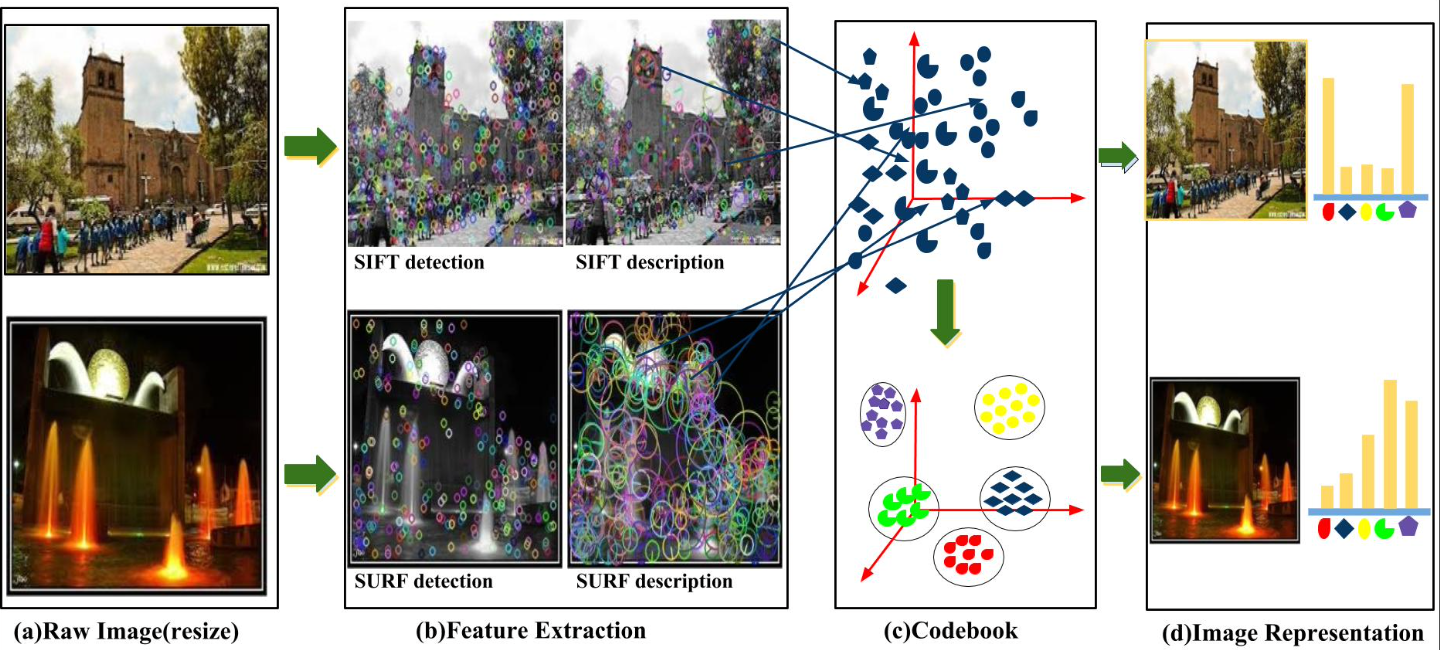 SIFT detection
SIFT description
SURF detection
SURF description
(a)Raw Image(resize)
(b)Feature Extraction
(c)Codebook
(d)Image Representation